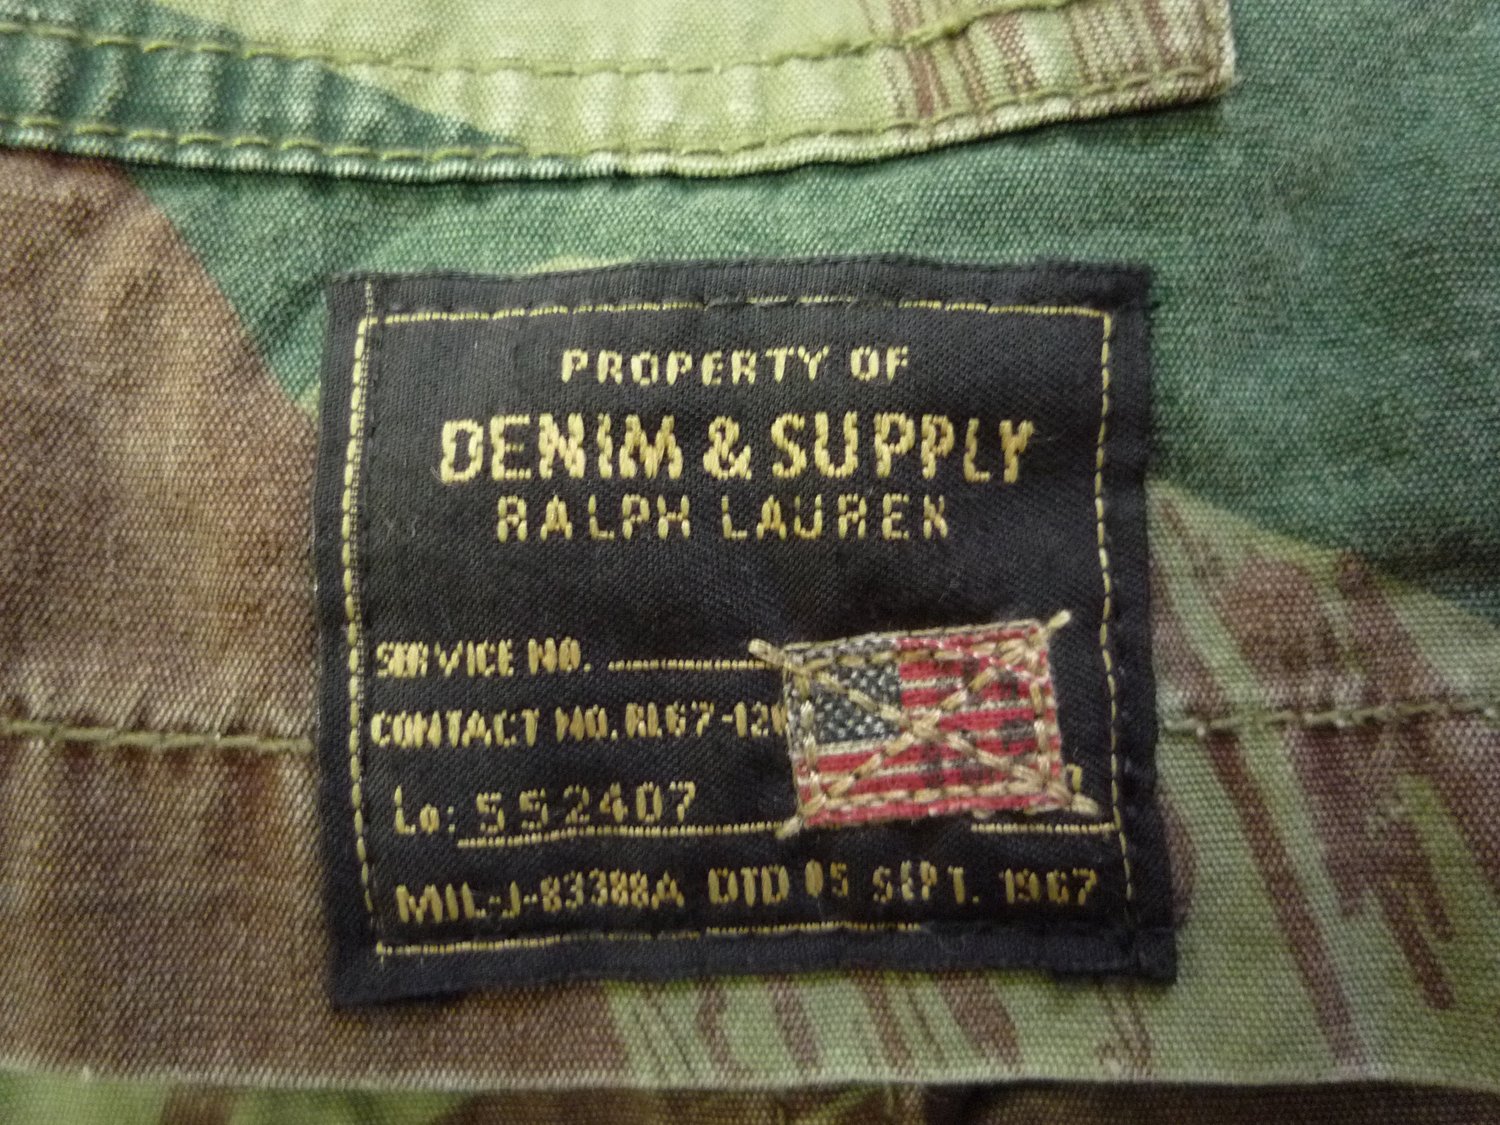 PROPERTY OF
DENIM & SUPPLY
RALPH LAUREN
SERVICE NO.
CONTACT NO. RL67-12
Lo: 552407
MIL-J-83388A DTD 05 SEPT. 1967